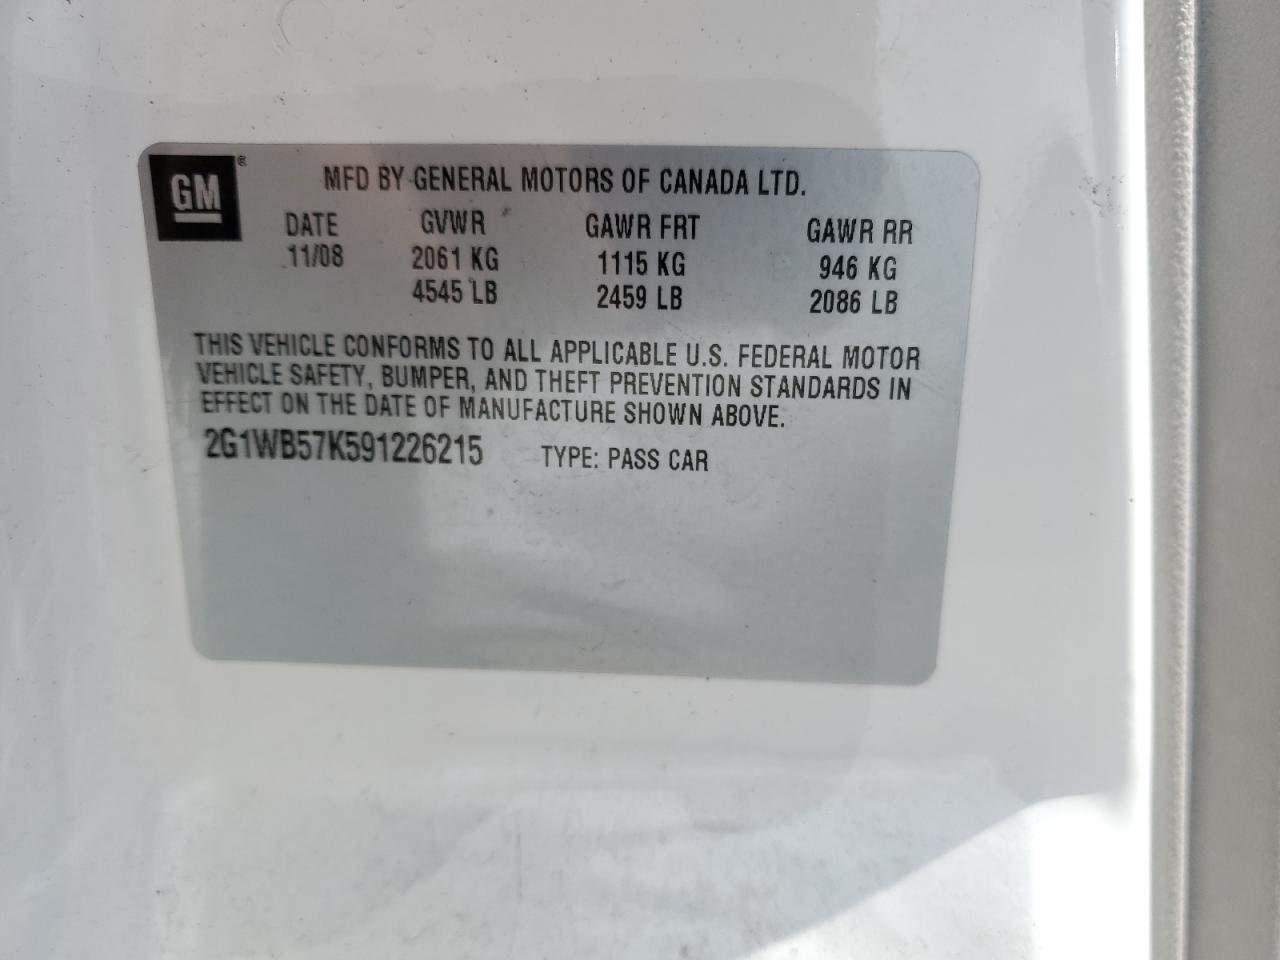 GM ®
MFD BY GENERAL MOTORS OF CANADA LTD.
DATE GVWR GAWR FRT GAWR RR
11/08 2061 KG 1115 KG 946 KG
4545 LB 2459 LB 2086 LB
THIS VEHICLE CONFORMS TO ALL APPLICABLE U.S. FEDERAL MOTOR
VEHICLE SAFETY, BUMPER, AND THEFT PREVENTION STANDARDS IN
EFFECT ON THE DATE OF MANUFACTURE SHOWN ABOVE.
2G1WB57K591226215 TYPE: PASS CAR